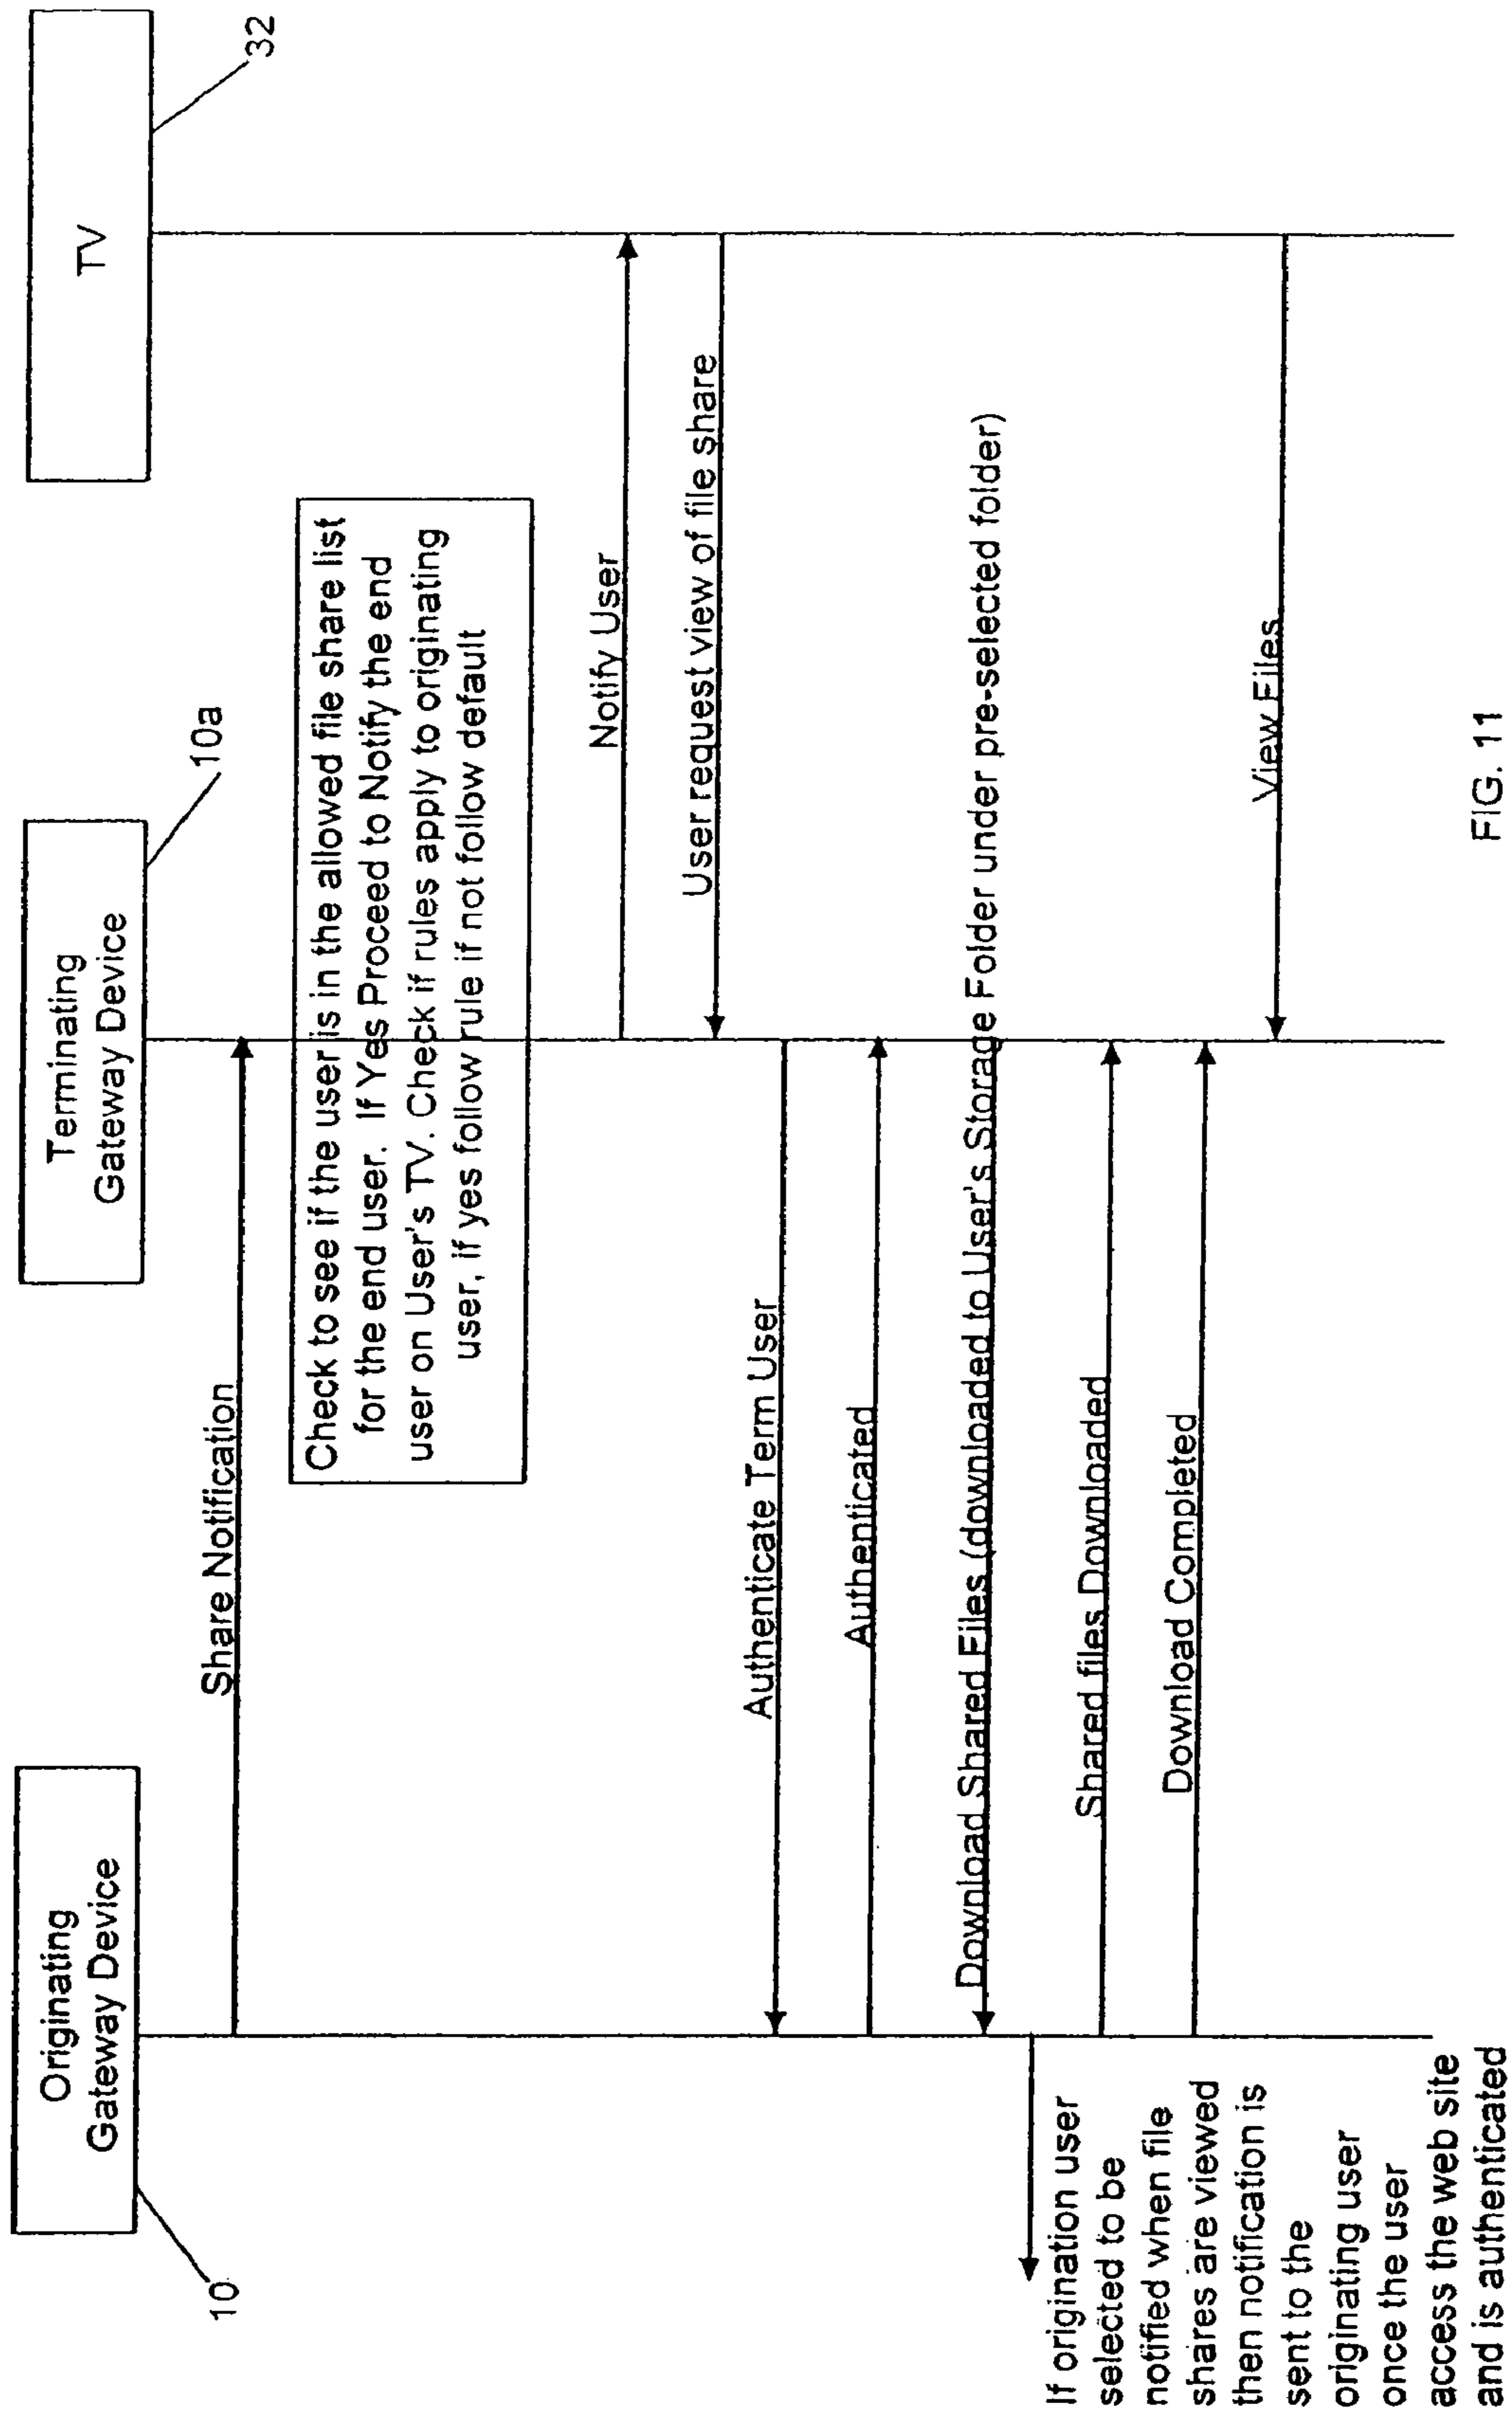 Originating
Gateway Device
10
Terminating
Gateway Device
10a
TV
32
Share Notification
Check to see if the user is in the allowed file share list
for the end user. If Yes Proceed to Notify the end
user on User's TV. Check if rules apply to originating
user, if yes follow rule if not follow default
Notify User
User request view of file share
Authenticate Term User
Authenticated
Download Shared Files (downloaded to User's Storage Folder under pre-selected folder)
If origination user
selected to be
notified when file
shares are viewed
then notification is
sent to the
originating user
once the user
access the web site
and is authenticated
Shared files Downloaded
Download Completed
View Files
FIG. 11